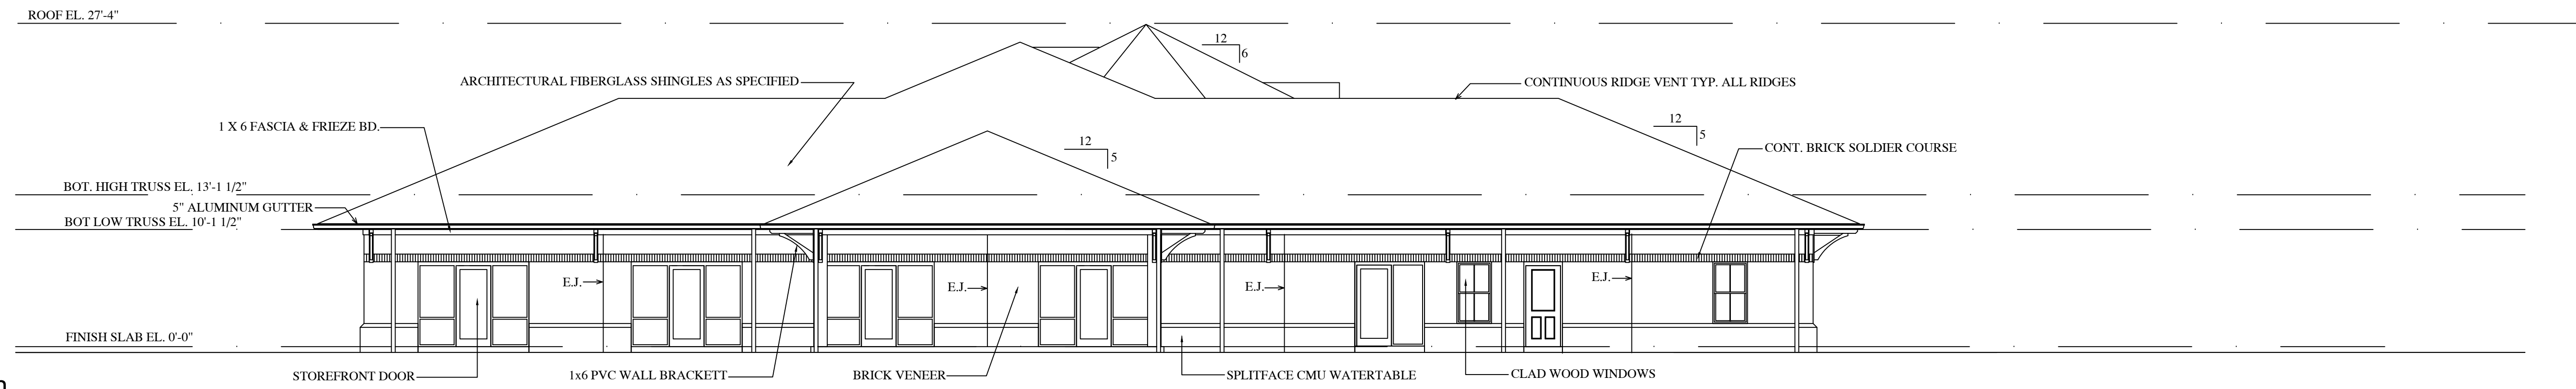 ROOF EL. 27'-4"
12
6
ARCHITECTURAL FIBERGLASS SHINGLES AS SPECIFIED
CONTINUOUS RIDGE VENT TYP. ALL RIDGES
1 X 6 FASCIA & FRIEZE BD.
12
5
12
5
CONT. BRICK SOLDIER COURSE
BOT. HIGH TRUSS EL. 13'-1 1/2"
5" ALUMINUM GUTTER
BOT LOW TRUSS EL. 10'-1 1/2"
E.J.
E.J.
E.J.
E.J.
FINISH SLAB EL. 0'-0"
STOREFRONT DOOR
1x6 PVC WALL BRACKETT
BRICK VENEER
SPLITFACE CMU WATERTABLE
CLAD WOOD WINDOWS